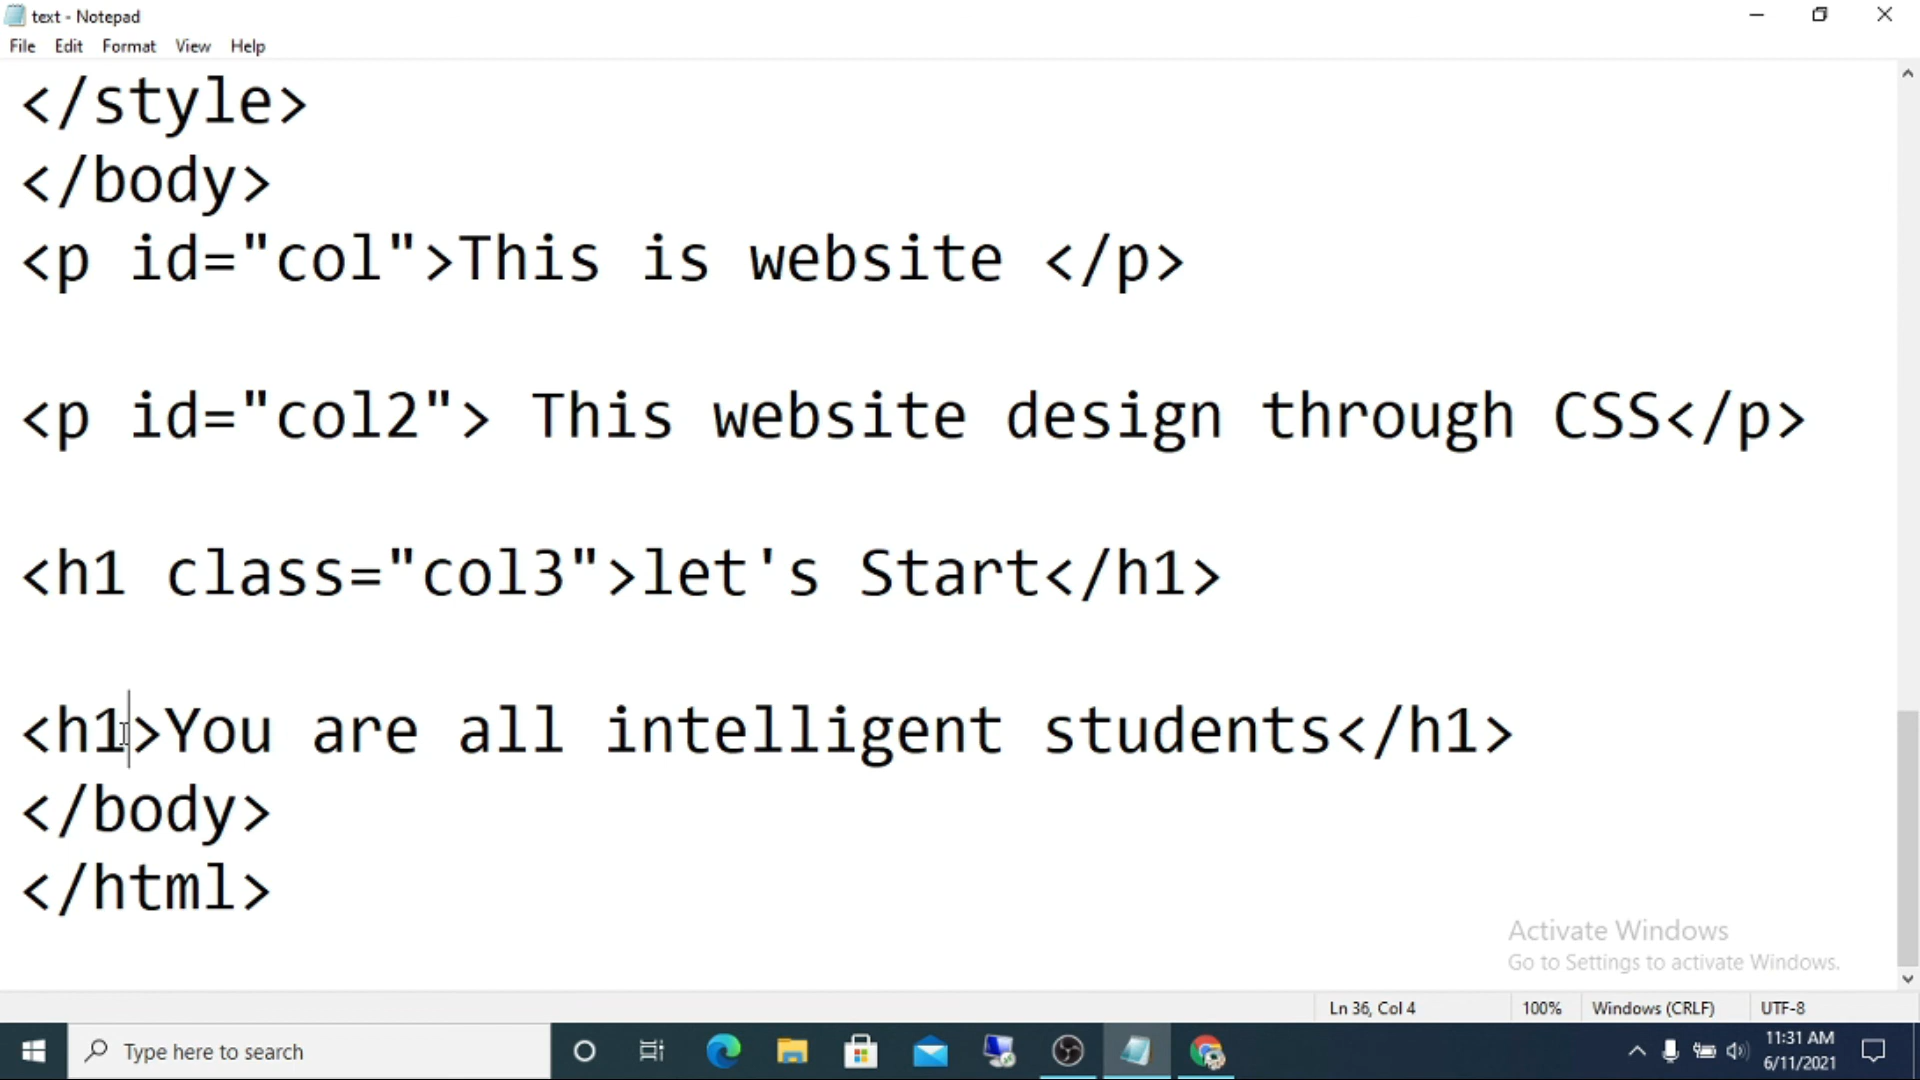 text - Notepad
File Edit Format View Help
</style>
</body>
<p id="col">This is website </p>
<p id="col2"> This website design through CSS</p>
<h1 class="col3">let's Start</h1>
<h1>You are all intelligent students</h1>
</body>
</html>
Activate Windows
Go to Settings to activate Windows.
Ln 36, Col 4 100% Windows (CRLF) UTF-8
Type here to search
11:31 AM
6/11/2021